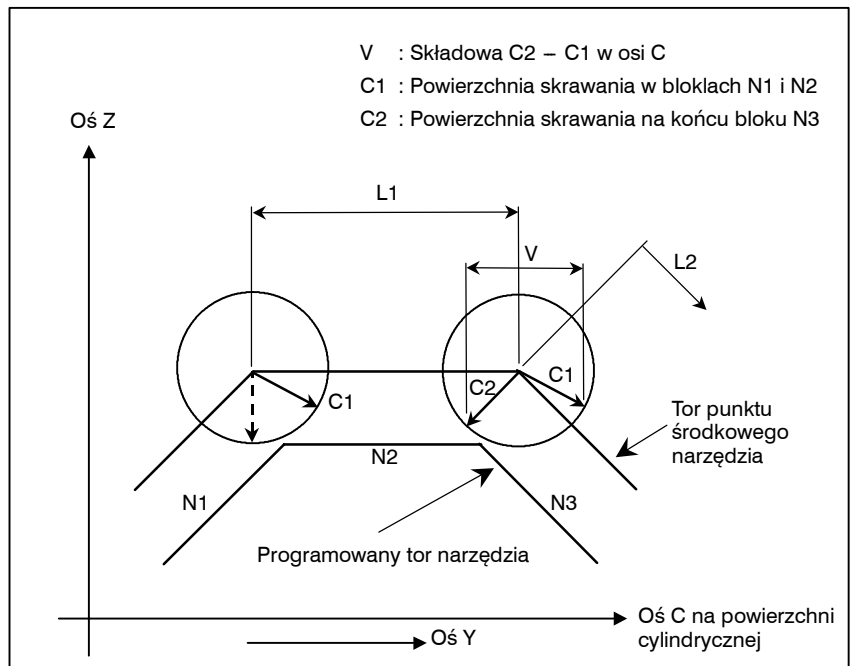 V : Składowa C2 – C1 w osi C
C1 : Powierzchnia skrawania w bloklach N1 i N2
C2 : Powierzchnia skrawania na końcu bloku N3
Oś Z
L1
V
L2
C1
C2
C1
Tor punktu
środkowego
narzędzia
N1
N2
N3
Programowany tor narzędzia
Oś C na powierzchni
cylindrycznej
Oś Y